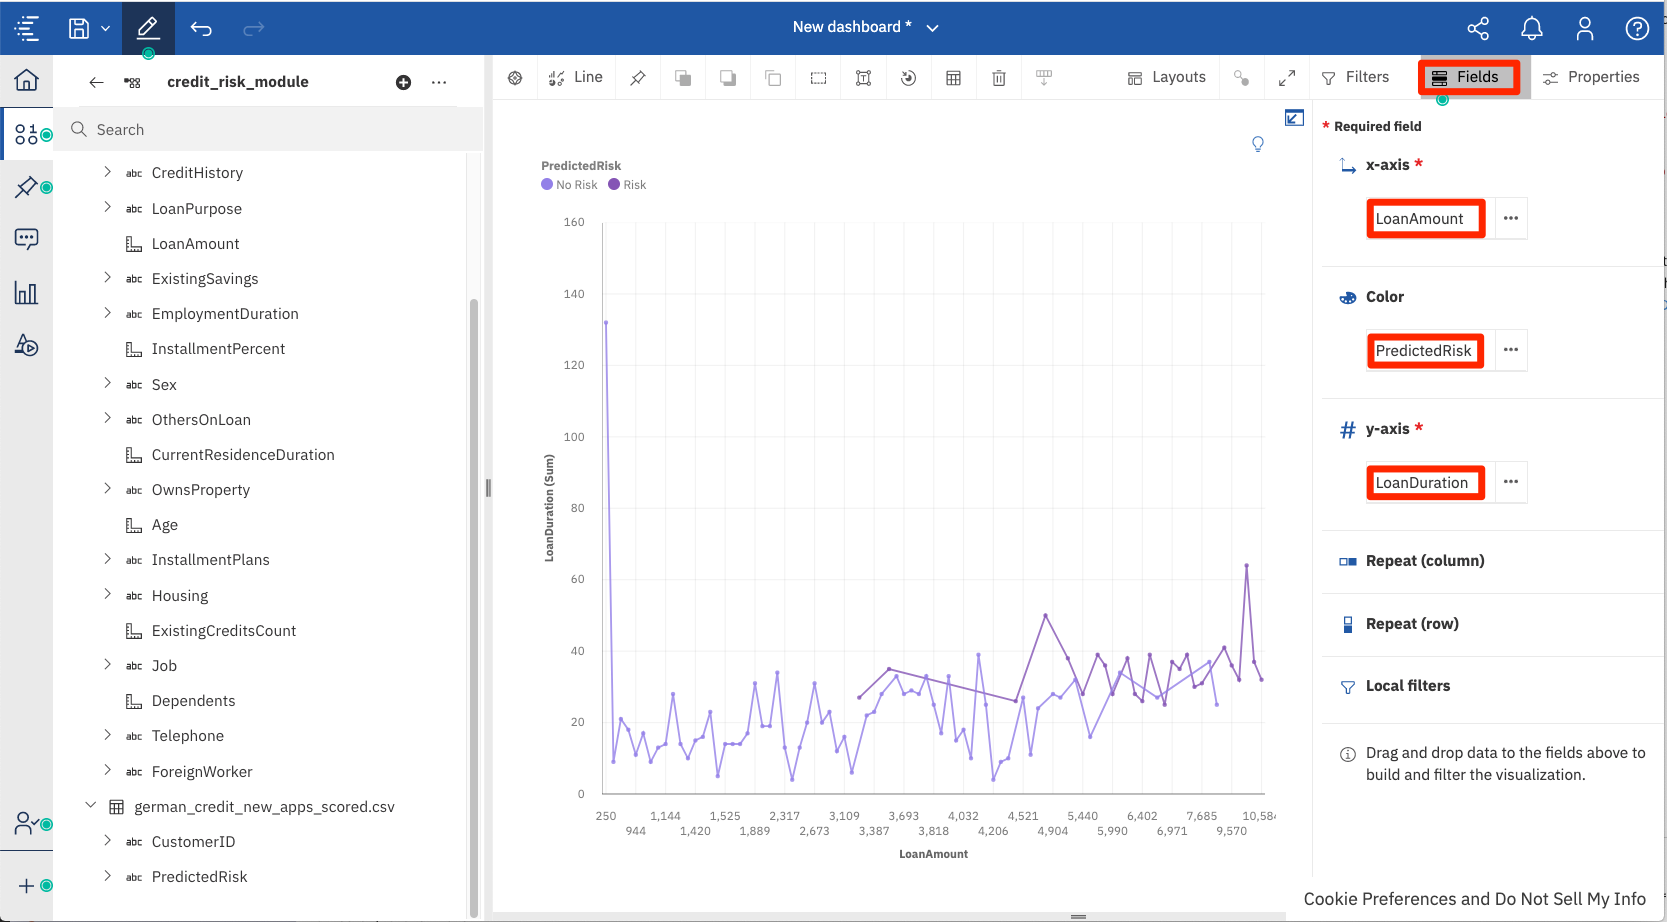 New dashboard *
credit_risk_module
Line
Layouts
Filters
Fields
Properties
Search
abc CreditHistory
abc LoanPurpose
LoanAmount
abc ExistingSavings
abc EmploymentDuration
InstallmentPercent
abc Sex
abc OthersOnLoan
CurrentResidenceDuration
abc OwnsProperty
Age
abc InstallmentPlans
abc Housing
ExistingCreditsCount
abc Job
Dependents
abc Telephone
abc ForeignWorker
german_credit_new_apps_scored.csv
abc CustomerID
abc PredictedRisk
PredictedRisk
No Risk Risk
160
140
120
100
80
60
40
20
0
LoanDuration (Sum)
250 1,144 1,525 2,317 3,109 3,693 4,032 4,521 5,440 6,402 7,685 10,584
944 1,420 1,889 2,673 3,387 3,818 4,206 4,904 5,990 6,971 9,570
LoanAmount
* Required field
x-axis *
LoanAmount
Color
PredictedRisk
# y-axis *
LoanDuration
Repeat (column)
Repeat (row)
Local filters
Drag and drop data to the fields above to
build and filter the visualization.
Cookie Preferences and Do Not Sell My Info